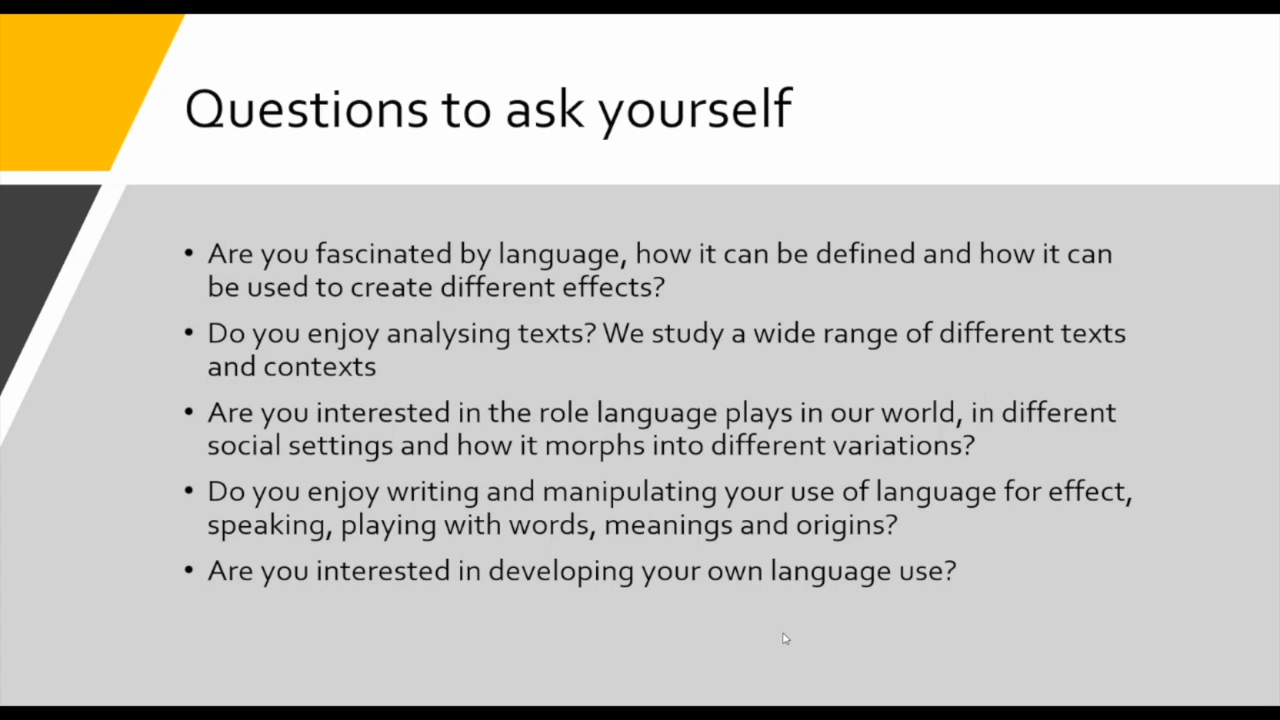 Questions to ask yourself
• Are you fascinated by language, how it can be defined and how it can
be used to create different effects?
• Do you enjoy analysing texts? We study a wide range of different texts
and contexts
• Are you interested in the role language plays in our world, in different
social settings and how it morphs into different variations?
• Do you enjoy writing and manipulating your use of language for effect,
speaking, playing with words, meanings and origins?
• Are you interested in developing your own language use?